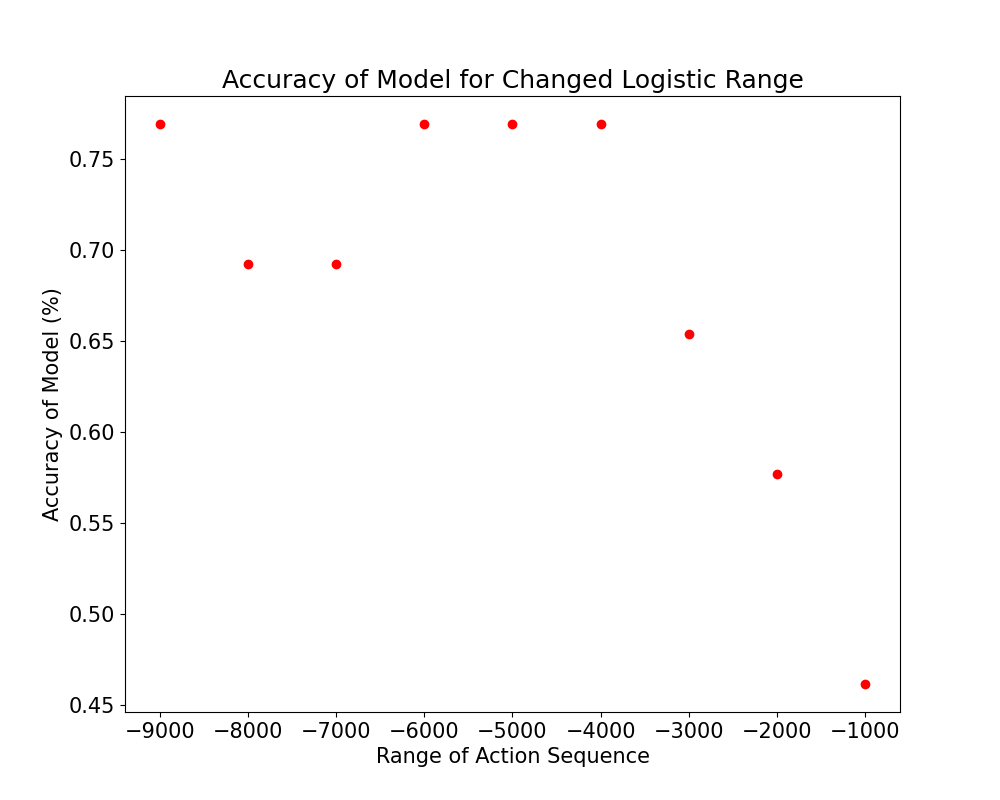 Accuracy of Model for Changed Logistic Range
Accuracy of Model (%)
0.75
0.70
0.65
0.60
0.55
0.50
0.45
−9000 −8000 −7000 −6000 −5000 −4000 −3000 −2000 −1000
Range of Action Sequence